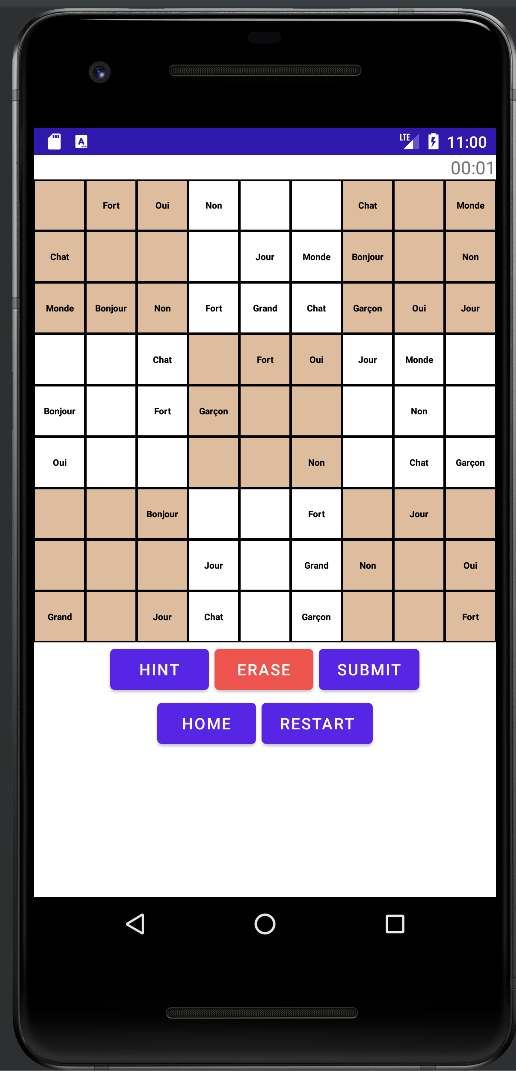 LTE 11:00
00:01
Fort Oui Non Chat Monde
Chat Jour Monde Bonjour Non
Monde Bonjour Non Fort Grand Chat Garçon Oui Jour
Chat Fort Oui Jour Monde
Bonjour Fort Garçon Non
Oui Non Chat Garçon
Bonjour Fort Jour
Jour Grand Non Oui
Grand Jour Chat Garçon Fort
HINT ERASE SUBMIT
HOME RESTART